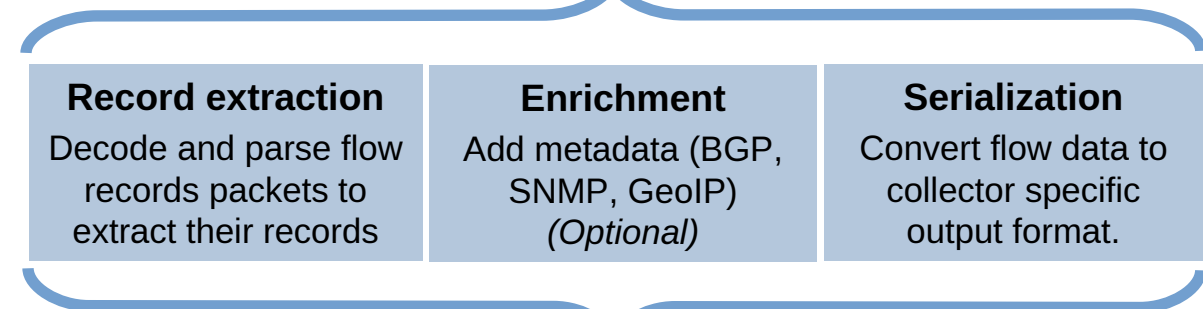 Record extraction
Decode and parse flow
records packets to
extract their records
Enrichment
Add metadata (BGP,
SNMP, GeoIP)
(Optional)
Serialization
Convert flow data to
collector specific
output format.